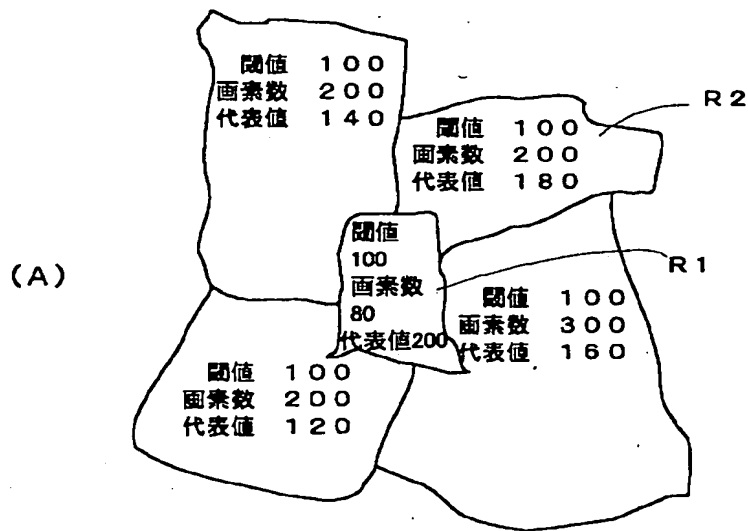 閾値 100
画素数 200
代表値 140
R2
閾値 100
画素数 200
代表値 180
(A)
閾値
100
画素数
80
代表値200
R1
閾値 100
画素数 300
代表値 160
閾値 100
画素数 200
代表値 120